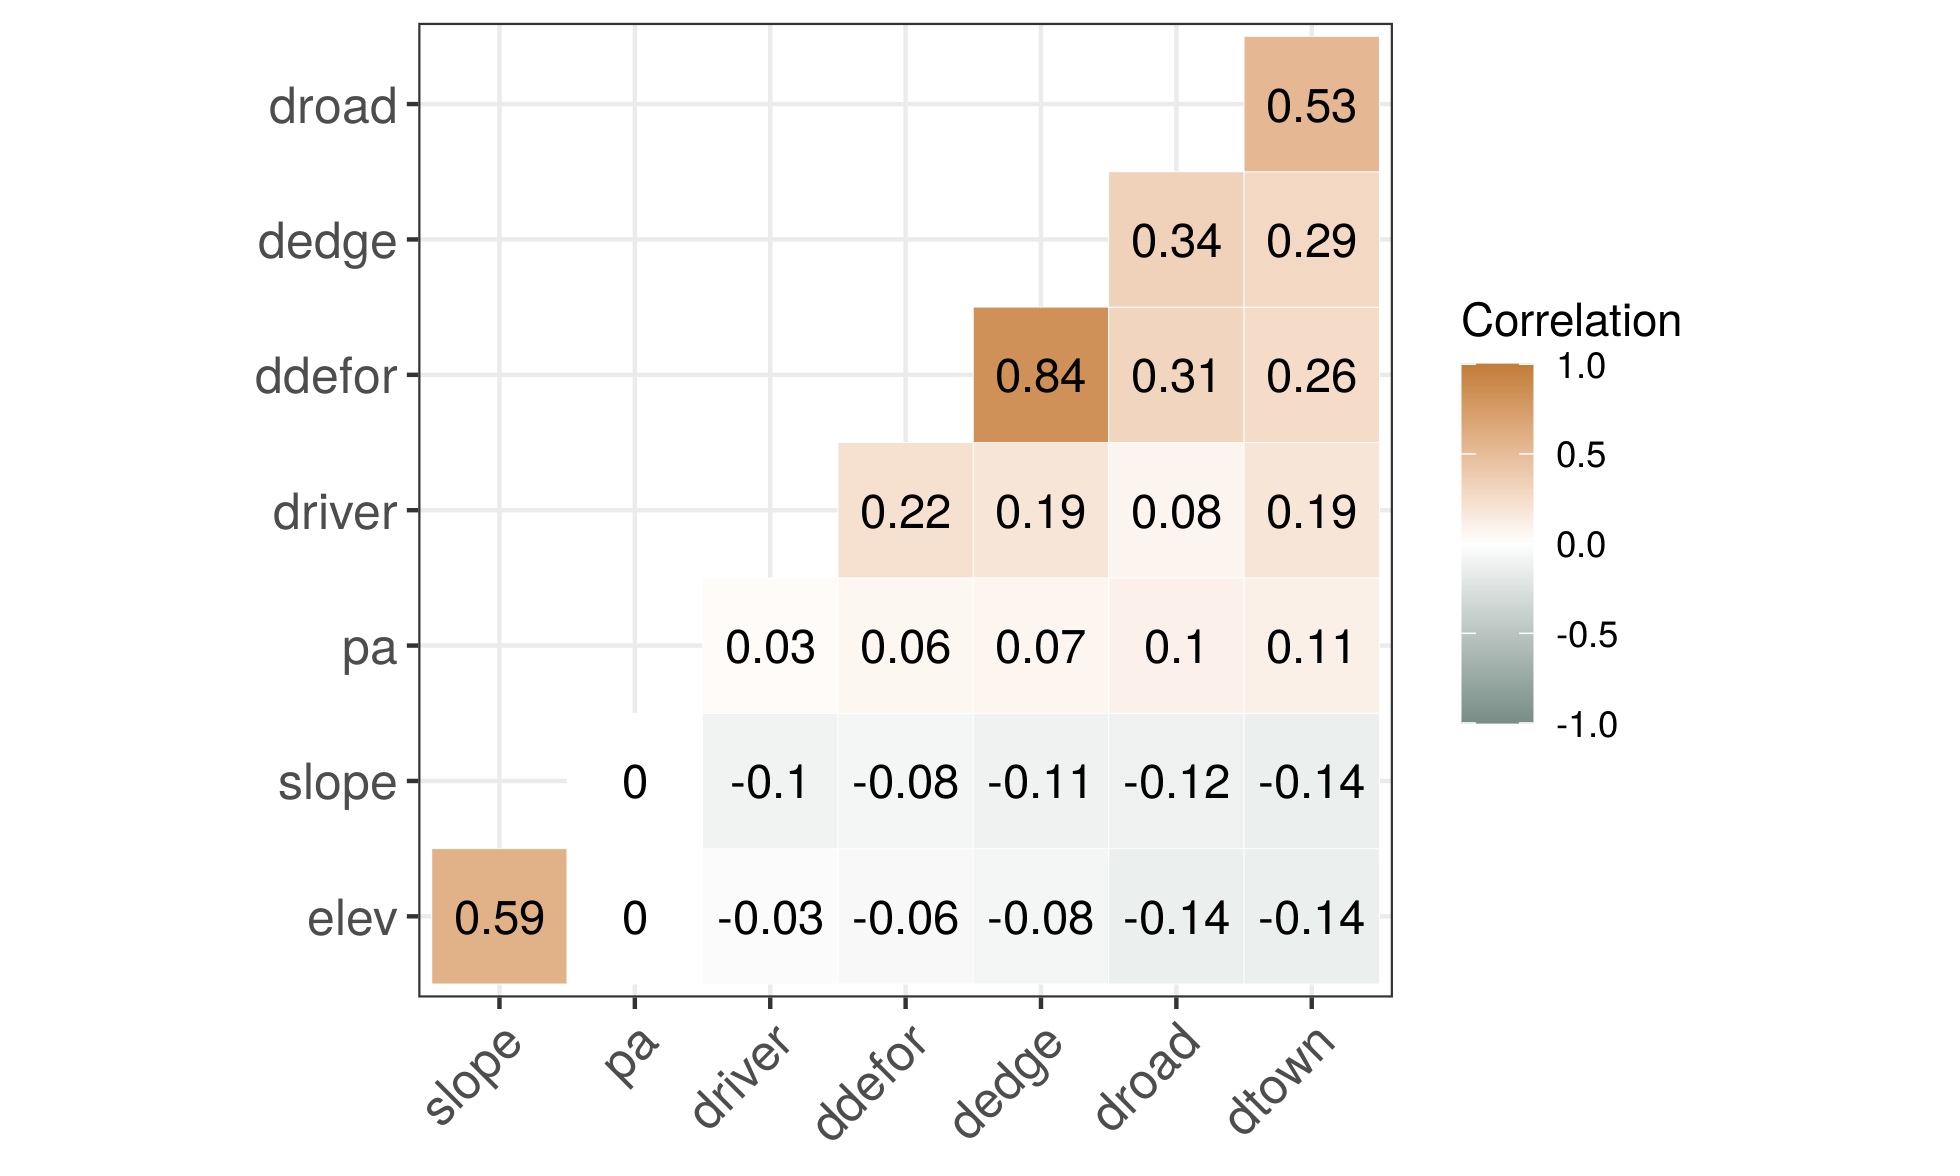 droad 0.53
dedge 0.34 0.29
ddefor 0.84 0.31 0.26
driver 0.22 0.19 0.08 0.19
pa 0.03 0.06 0.07 0.1 0.11
slope 0 -0.1 -0.08 -0.11 -0.12 -0.14
elev 0.59 0 -0.03 -0.06 -0.08 -0.14 -0.14
slope pa driver ddefor dedge droad dtown
Correlation
1.0
0.5
0.0
-0.5
-1.0